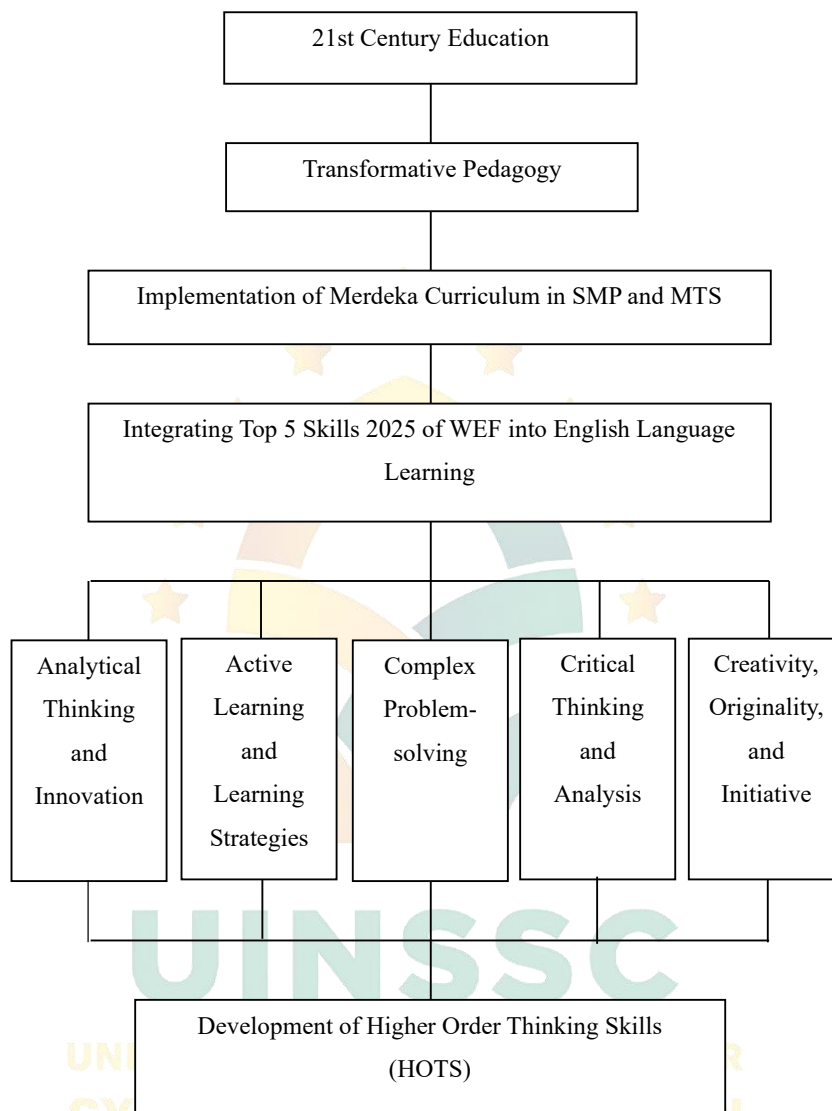 21st Century Education
Transformative Pedagogy
Implementation of Merdeka Curriculum in SMP and MTS
Integrating Top 5 Skills 2025 of WEF into English Language
Learning
Analytical
Thinking
and
Innovation
Active
Learning
and
Learning
Strategies
Complex
Problem-
solving
Critical
Thinking
and
Analysis
Creativity,
Originality,
and
Initiative
UINSSC
Development of Higher Order Thinking Skills
(HOTS)